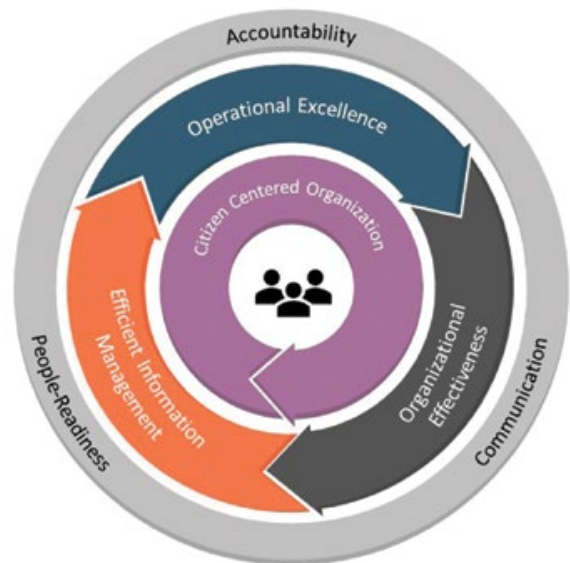 Accountability
Operational Excellence
Citizen Centered Organization
Efficient Information
Management
Organizational
Effectiveness
People-Readiness
Communication